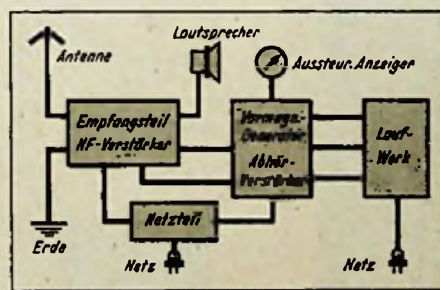 Lautsprecher
Antenne
Aussteur. Anzeiger
Empfangsteil
NF-Verstärker
Vormagn.
Generator
Abhör-
Verstärker
Lauf-
Werk
Netzteil
Erde
Netz
Netz